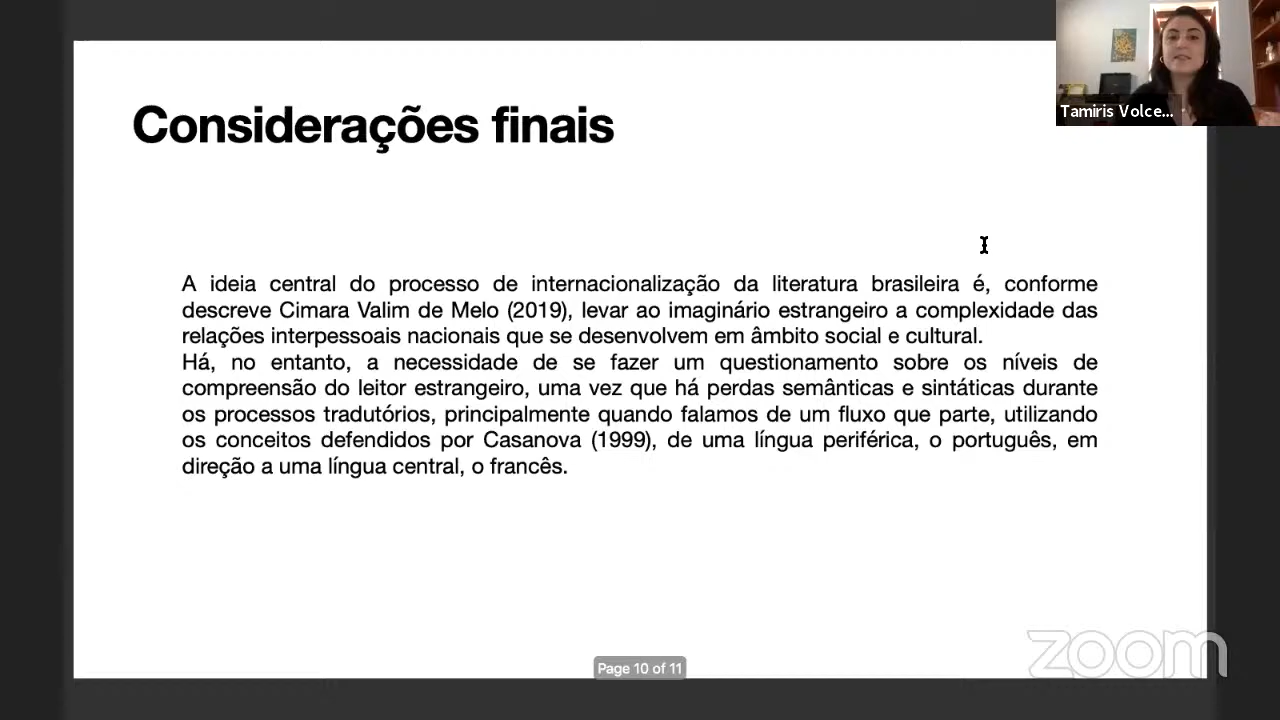 Tamiris Volce...
Considerações finais
A ideia central do processo de internacionalização da literatura brasileira é, conforme
descreve Cimara Valim de Melo (2019), levar ao imaginário estrangeiro a complexidade das
relações interpessoais nacionais que se desenvolvem em âmbito social e cultural.
Há, no entanto, a necessidade de se fazer um questionamento sobre os níveis de
compreensão do leitor estrangeiro, uma vez que há perdas semânticas e sintáticas durante
os processos tradutórios, principalmente quando falamos de um fluxo que parte, utilizando
os conceitos defendidos por Casanova (1999), de uma língua periférica, o português, em
direção a uma língua central, o francês.
Page 10 of 11
zoom